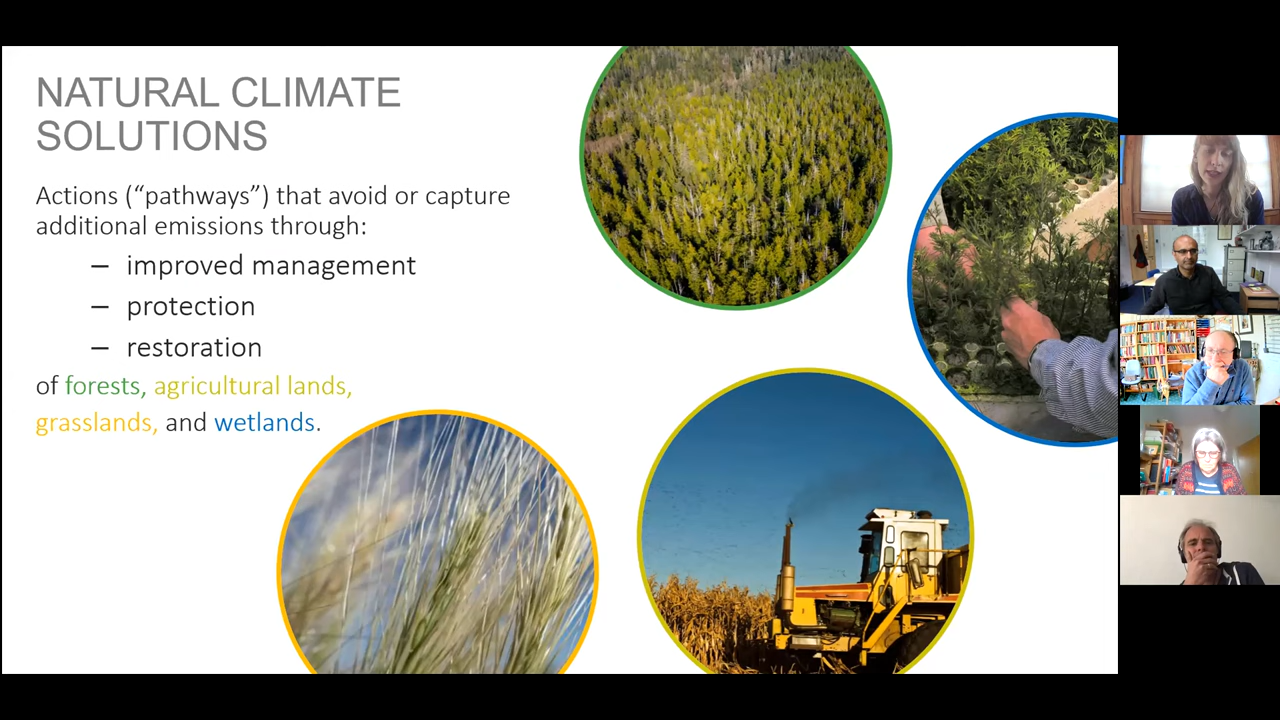 NATURAL CLIMATE
SOLUTIONS
Actions (“pathways”) that avoid or capture
additional emissions through:
– improved management
– protection
– restoration
of forests, agricultural lands,
grasslands, and wetlands.